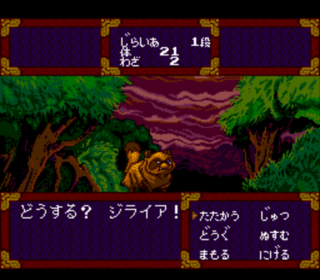 じらいあ 1段
体 21
わざ 2
どうする? ジライア!
たたかう じゅつ
どうぐ ぬすむ
まもる にげる